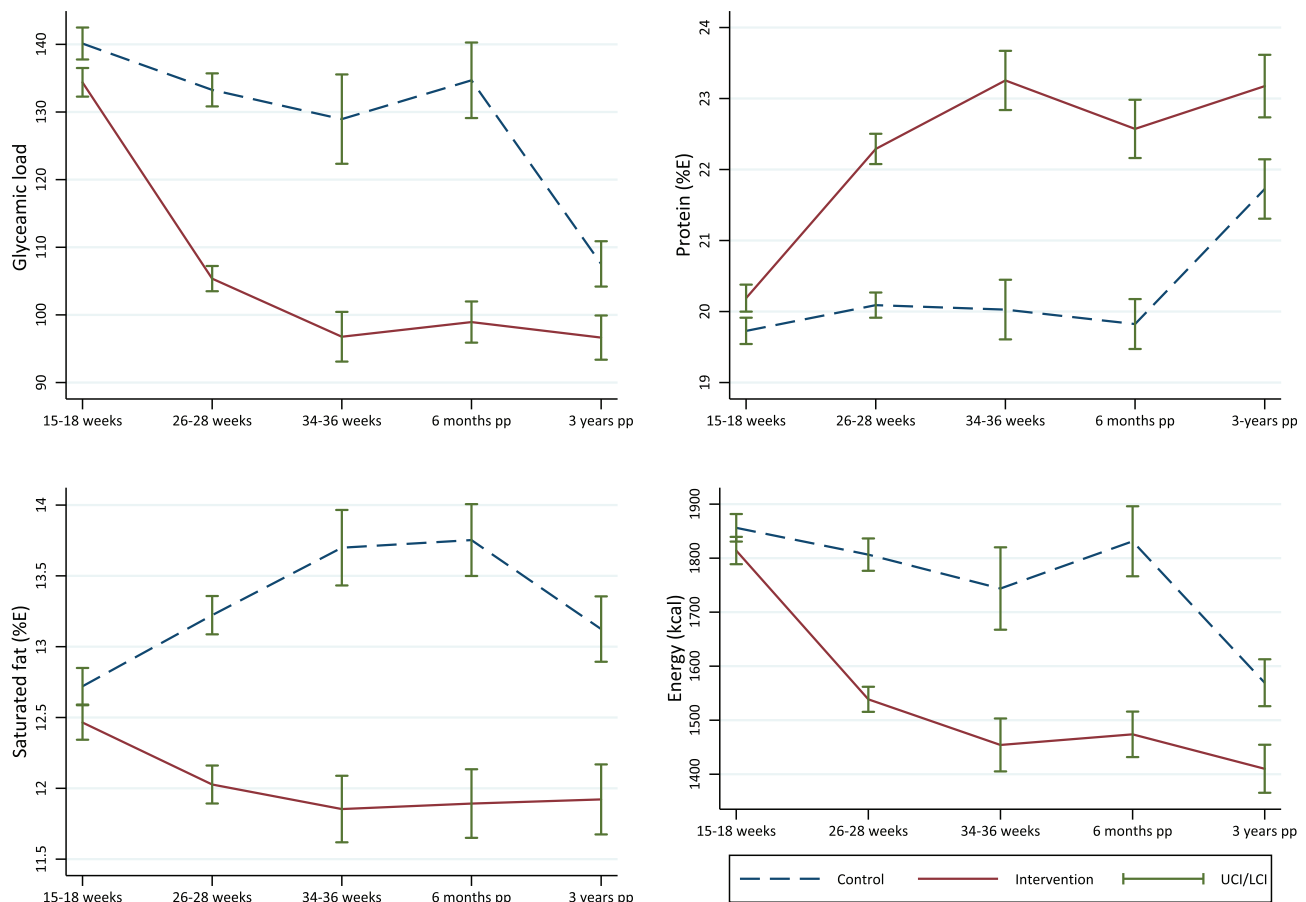 Glyceamic load
140
130
120
110
100
90
15-18 weeks 26-28 weeks 34-36 weeks 6 months pp 3 years pp
Protein (%E)
24
23
22
21
20
19
15-18 weeks 26-28 weeks 34-36 weeks 6 months pp 3-years pp
Saturated fat (%E)
14
13.5
13
12.5
12
11.5
15-18 weeks 26-28 weeks 34-36 weeks 6 months pp 3 years pp
Energy (kcal)
1900
1800
1700
1600
1500
1400
15-18 weeks 26-28 weeks 34-36 weeks 6 months pp 3 years pp
Control Intervention UCI/LCI